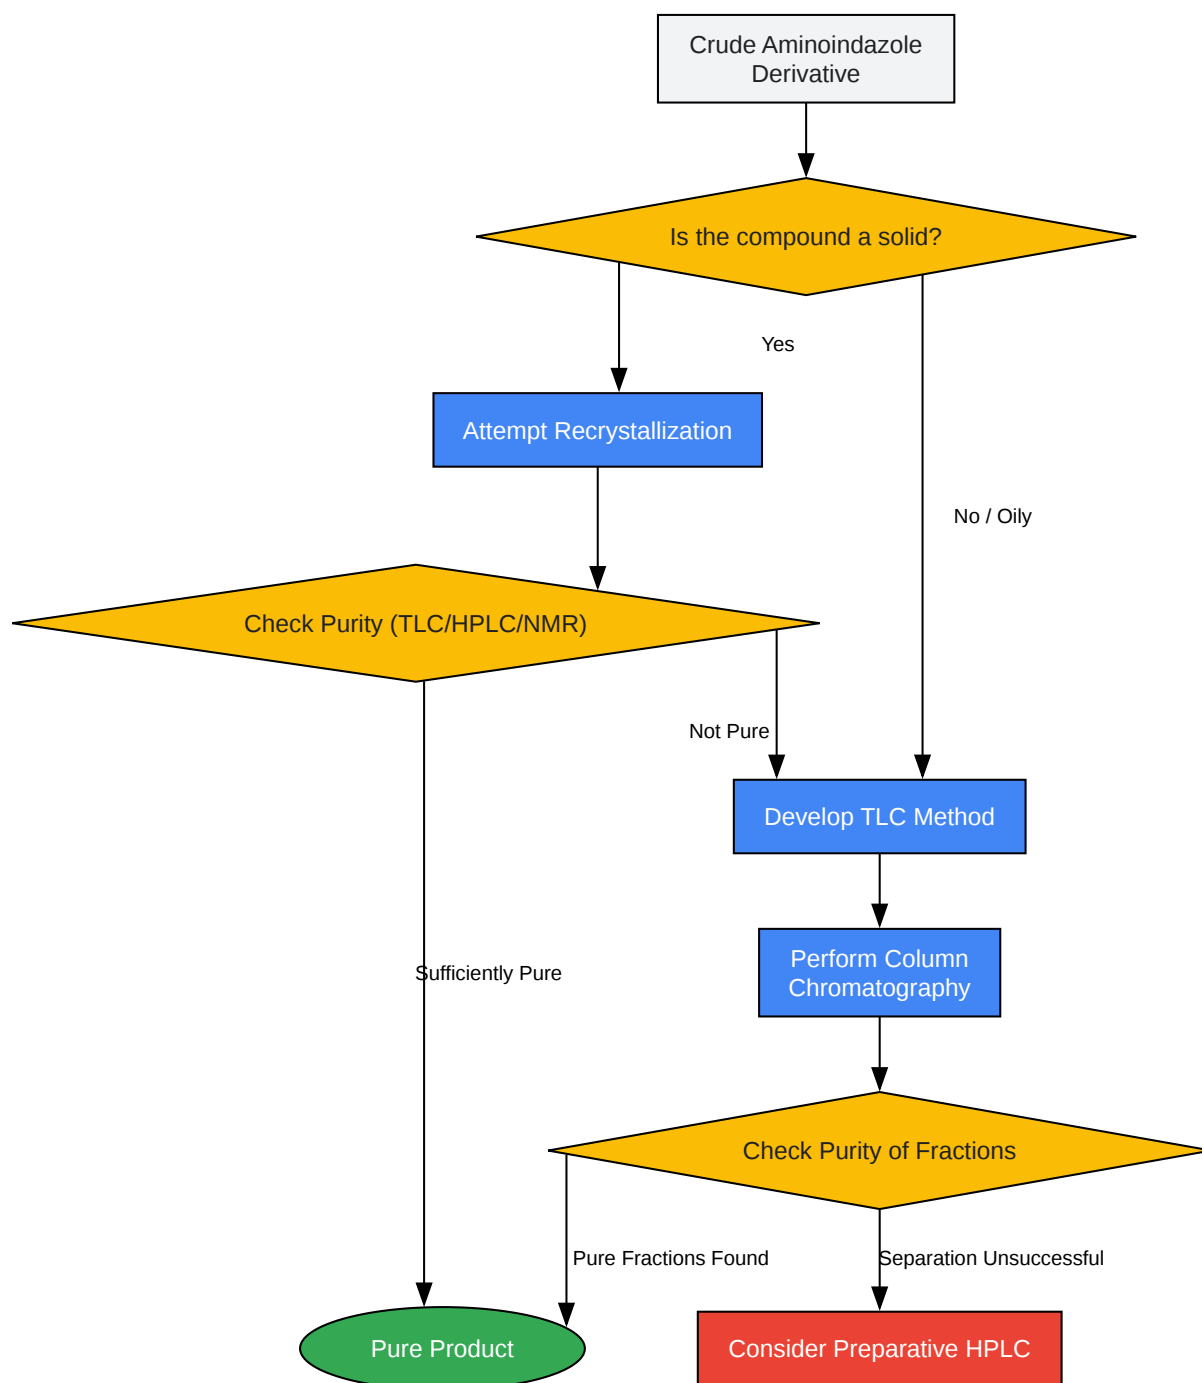 Crude Aminoindazole
Derivative
Is the compound a solid?
Yes
Attempt Recrystallization
No / Oily
Check Purity (TLC/HPLC/NMR)
Not Pure
Develop TLC Method
Perform Column
Chromatography
Sufficiently Pure
Check Purity of Fractions
Pure Fractions Found
Separation Unsuccessful
Pure Product
Consider Preparative HPLC